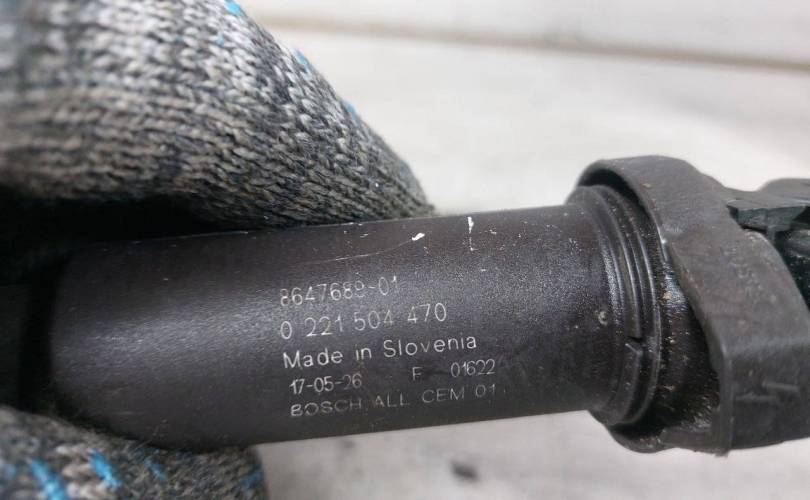 8647689-01
0 221 504 470
Made in Slovenia
17-05-26 F 01622
BOSCH ALL CEM 01